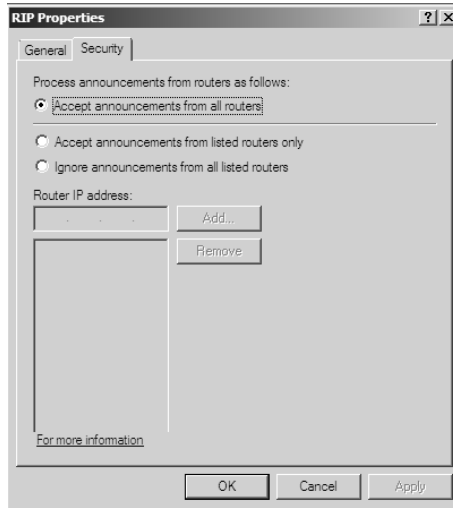 RIP Properties
General Security
Process announcements from routers as follows:
Accept announcements from all routers
Accept announcements from listed routers only
Ignore announcements from all listed routers
Router IP address:
. . . Add...
Remove
For more information
OK Cancel Apply